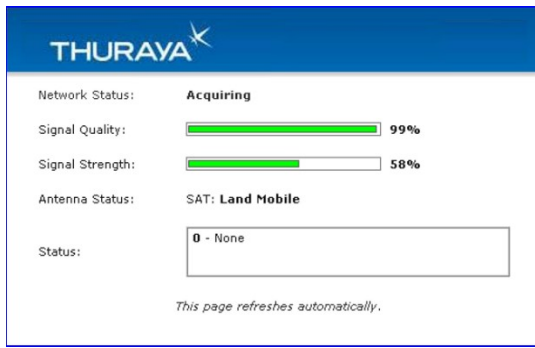 THURAYA
Network Status: Acquiring
Signal Quality: 99%
Signal Strength: 58%
Antenna Status: SAT: Land Mobile
Status: 0 - None
This page refreshes automatically.